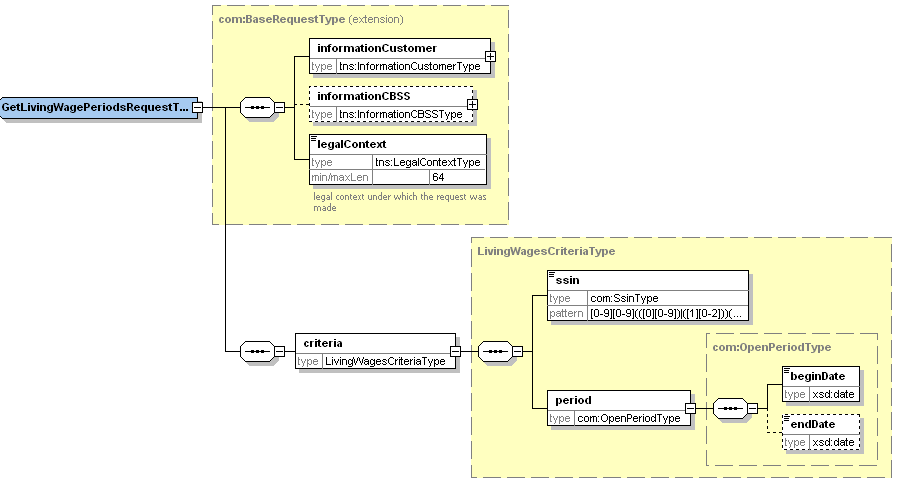 com:BaseRequestType (extension)
informationCustomer
type tns:InformationCustomerType
GetLivingWagePeriodsRequestT...
informationCBSS
type tns:InformationCBSSType
legalContext
type tns:LegalContextType
min/maxLen 64
legal context under which the request was
made
LivingWagesCriteriaType
ssin
type com:SsinType
pattern [0-9][0-9](([0][0-9])|([1][0-2]))(...
criteria
type LivingWagesCriteriaType
com:OpenPeriodType
beginDate
type xsd:date
period
type com:OpenPeriodType
endDate
type xsd:date